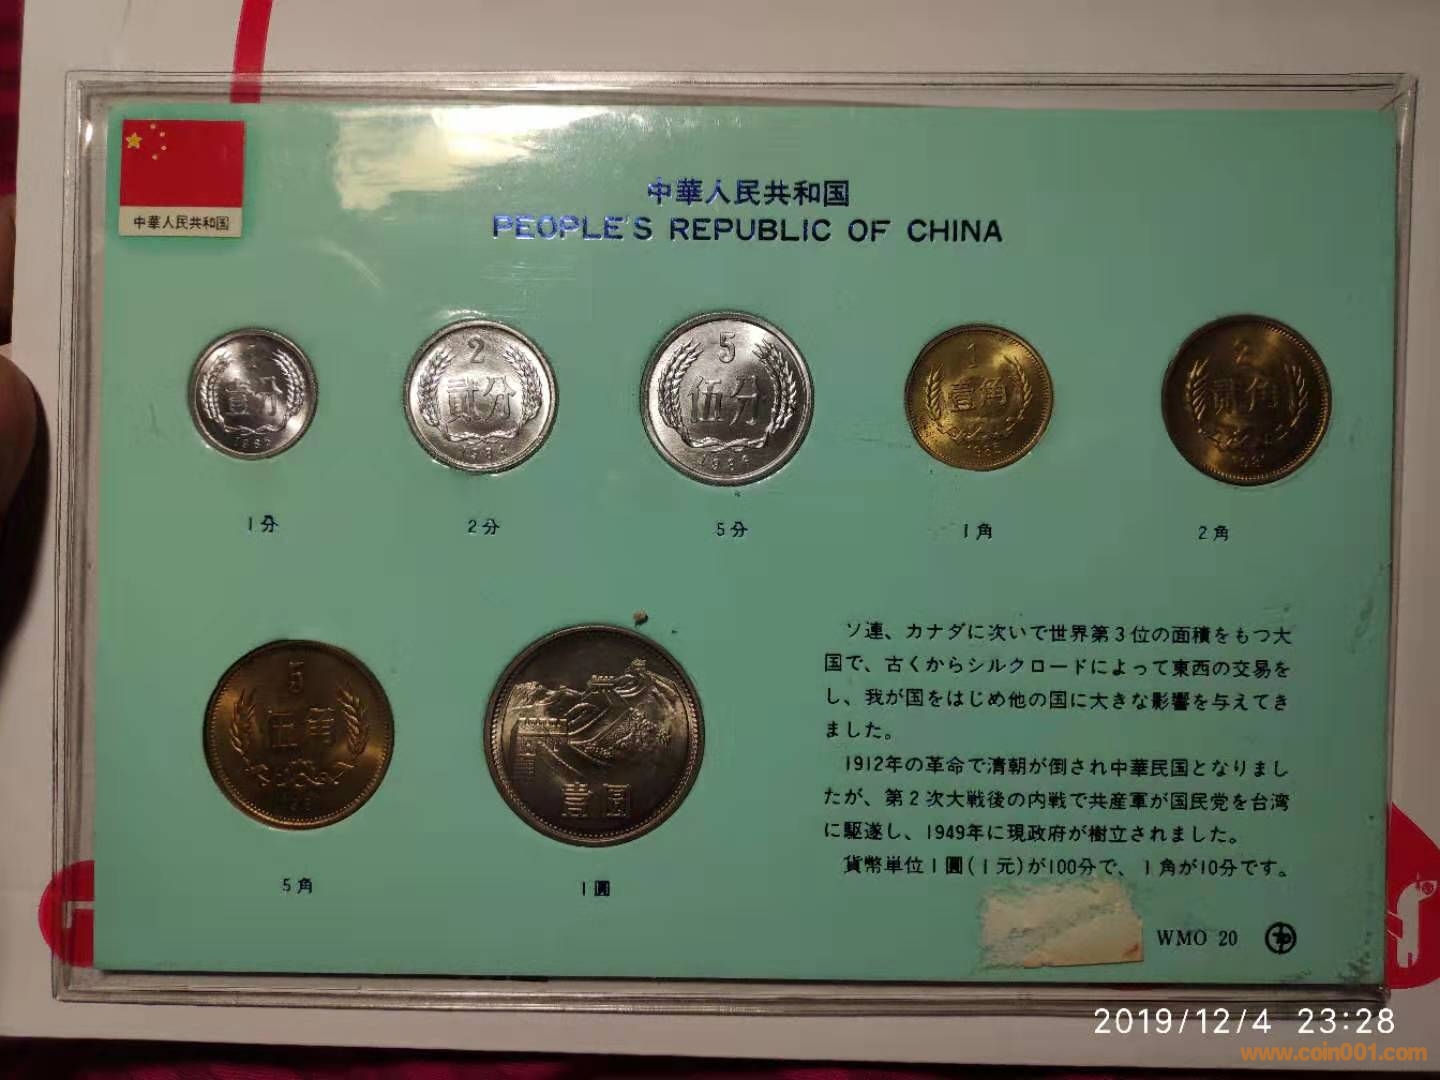 中華人民共和国
中華人民共和国
PEOPLE'S REPUBLIC OF CHINA
壹分
2
貳分
5
伍分
1
壹角
2
貳角
1分
2分
5分
1角
2角
5
伍角
壹圓
5角
1圓
ソ連、カナダに次いで世界第3位の面積をもつ大
国で、古くからシルクロードによって東西の交易を
し、我が国をはじめ他の国に大きな影響を与えてき
ました。
1912年の革命で清朝が倒され中華民国となりまし
たが、第2次大戦後の内戦で共産軍が国民党を台湾
に駆逐し、1949年に現政府が樹立されました。
貨幣単位1圓(1元)が100分で、1角が10分です。
WMO 20
2019/12/4 23:28
www.coin001.com